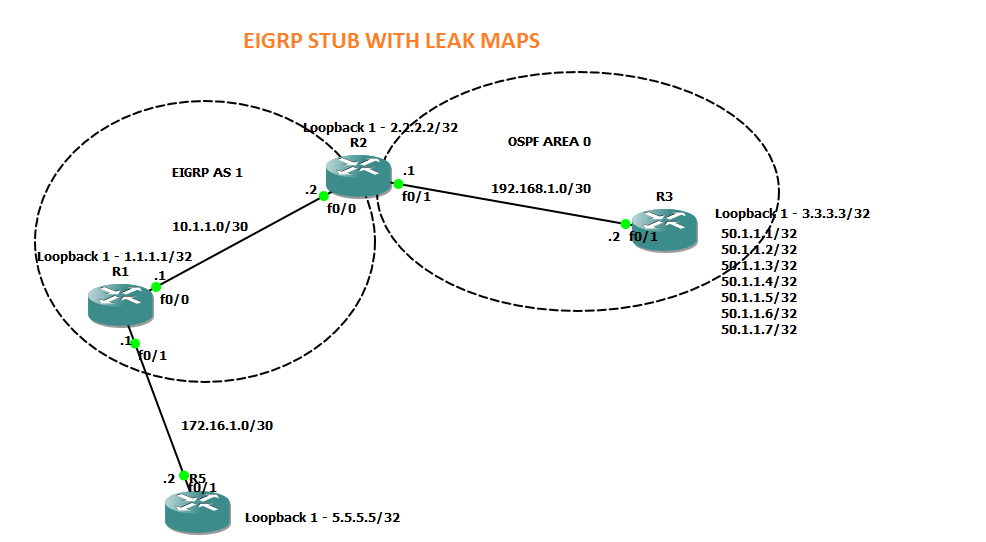 EIGRP STUB WITH LEAK MAPS
Loopback 1 - 2.2.2.2/32
R2
OSPF AREA 0
EIGRP AS 1
.1
.2
f0/0
f0/1
192.168.1.0/30
R3
Loopback 1 - 3.3.3.3/32
.2
f0/1
50.1.1.1/32
50.1.1.2/32
50.1.1.3/32
50.1.1.4/32
50.1.1.5/32
50.1.1.6/32
50.1.1.7/32
10.1.1.0/30
Loopback 1 - 1.1.1.1/32
R1
.1
f0/0
.1
f0/1
172.16.1.0/30
.2
R5
f0/1
Loopback 1 - 5.5.5.5/32